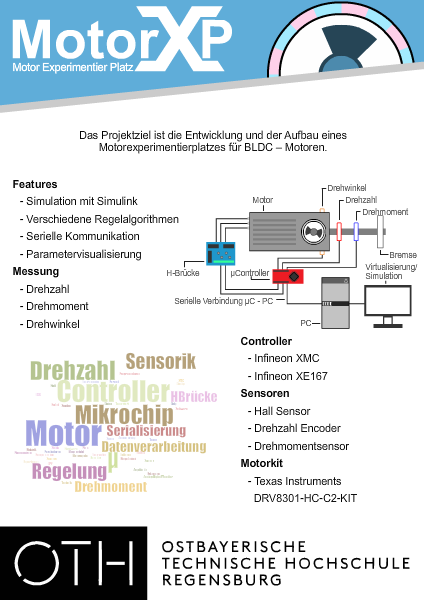 MotorXP
Motor Experimentier Platz
Das Projektziel ist die Entwicklung und der Aufbau eines
Motorexperimentierplatzes für BLDC – Motoren.
Features
- Simulation mit Simulink
- Verschiedene Regelalgorithmen
- Serielle Kommunikation
- Parametervisualisierung
Messung
- Drehzahl
- Drehmoment
- Drehwinkel
Drehwinkel
Motor
Drehzahl
Drehmoment
Bremse
H-Brücke
µController
Virtualisierung/
Simulation
Serielle Verbindung µC - PC
PC
Controller
- Infineon XMC
- Infineon XE167
Sensoren
- Hall Sensor
- Drehzahl Encoder
- Drehmomentsensor
Motorkit
- Texas Instruments
DRV8301-HC-C2-KIT
Sensorik
Drehzahl
Controller
HBrücke
Mikrochip
Motor
Serialisierung
Datenverarbeitung
µ
Regelung
Drehmoment
OTH
OSTBAYERISCHE
TECHNISCHE HOCHSCHULE
REGENSBURG